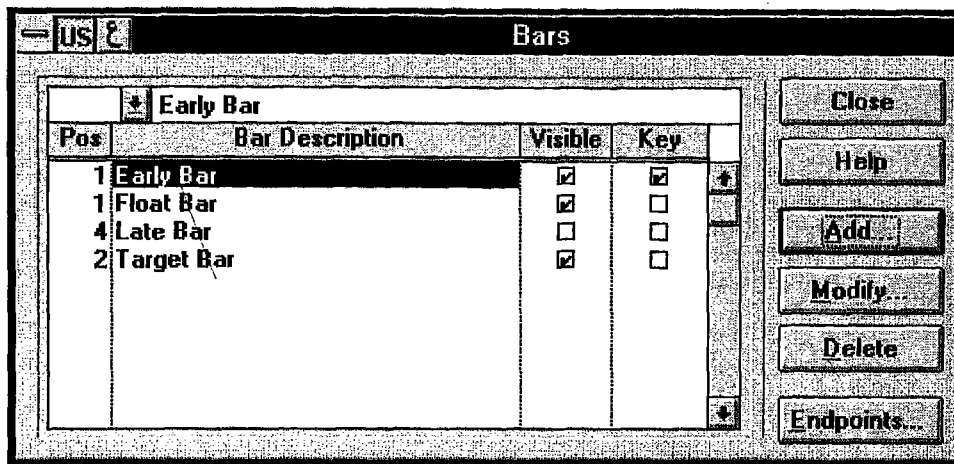 US ع Bars
Early Bar
Pos Bar Description Visible Key
1 Early Bar
1 Float Bar
4 Late Bar
2 Target Bar
Close
Help
Add...
Modify...
Delete
Endpoints...